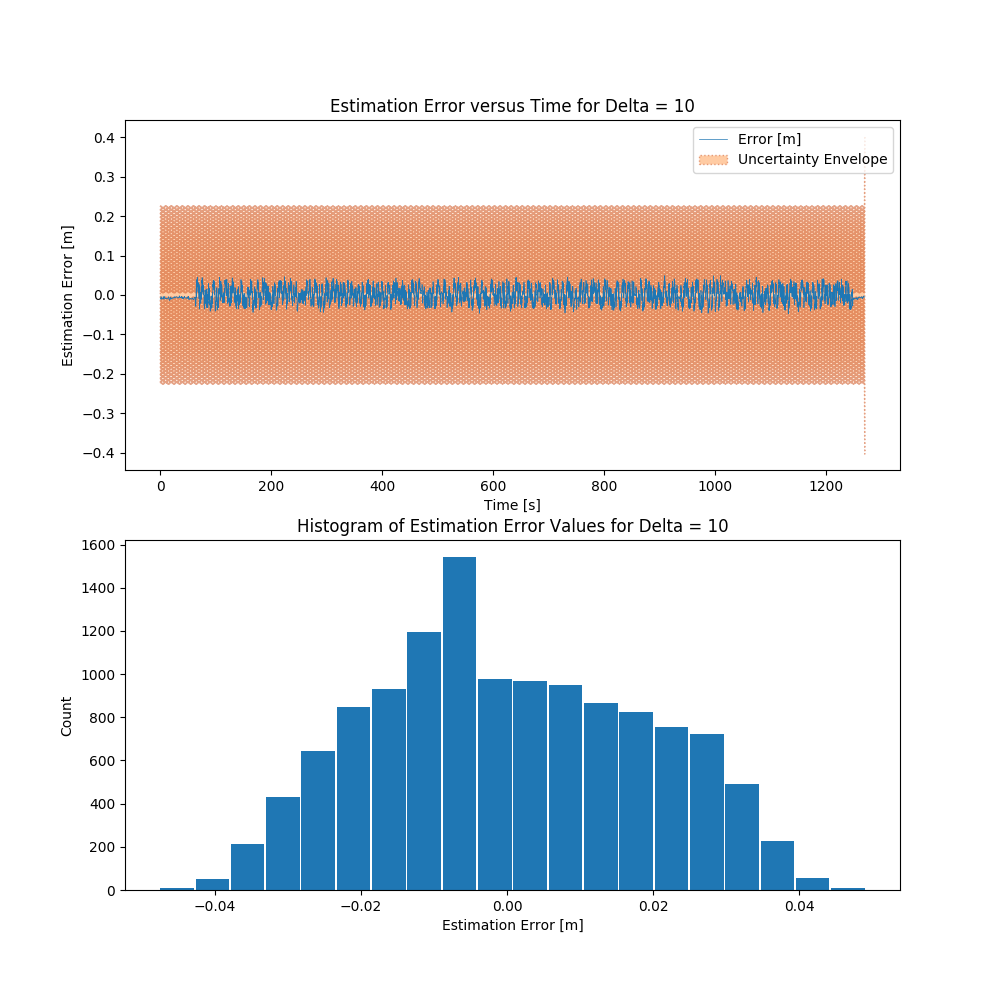 Estimation Error versus Time for Delta = 10
Error [m]
Uncertainty Envelope
0.4
0.3
0.2
0.1
0.0
−0.1
−0.2
−0.3
−0.4
Estimation Error [m]
0 200 400 600 800 1000 1200
Time [s]
Histogram of Estimation Error Values for Delta = 10
1600
1400
1200
1000
800
600
400
200
0
Count
−0.04 −0.02 0.00 0.02 0.04
Estimation Error [m]